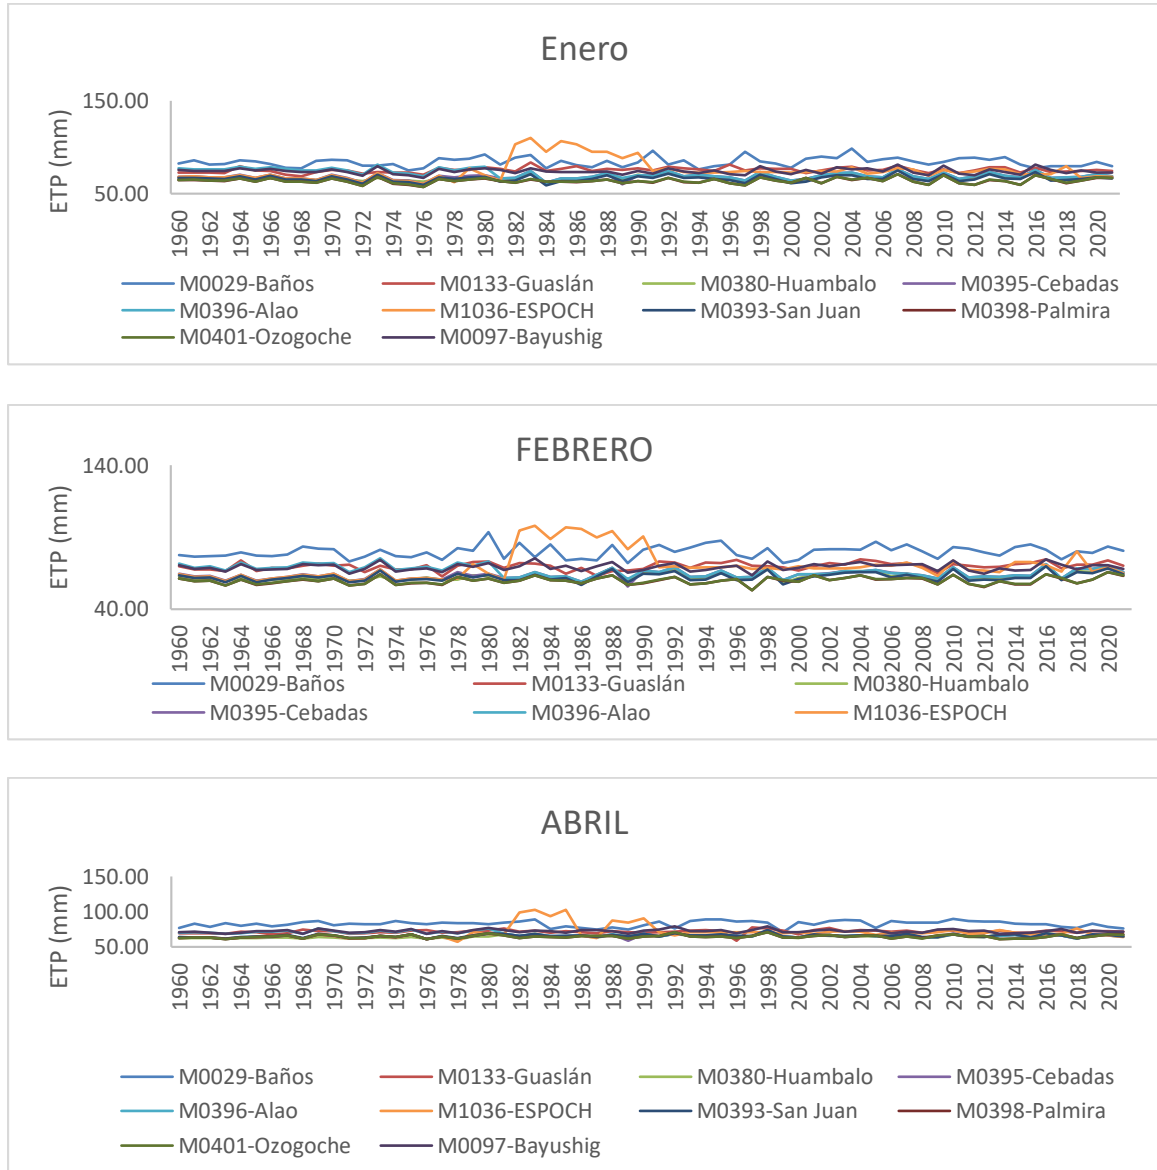 Enero
150.00
50.00
ETP (mm)
1960 1962 1964 1966 1968 1970 1972 1974 1976 1978 1980 1982 1984 1986 1988 1990 1992 1994 1996 1998 2000 2002 2004 2006 2008 2010 2012 2014 2016 2018 2020
M0029-Baños M0133-Guaslán M0380-Huambalo M0395-Cebadas
M0396-Alao M1036-ESPOCH M0393-San Juan M0398-Palmira
M0401-Ozogoche M0097-Bayushig
FEBRERO
140.00
40.00
ETP (mm)
1960 1962 1964 1966 1968 1970 1972 1974 1976 1978 1980 1982 1984 1986 1988 1990 1992 1994 1996 1998 2000 2002 2004 2006 2008 2010 2012 2014 2016 2018 2020
M0029-Baños M0133-Guaslán M0380-Huambalo
M0395-Cebadas M0396-Alao M1036-ESPOCH
ABRIL
150.00
100.00
50.00
ETP (mm)
1960 1962 1964 1966 1968 1970 1972 1974 1976 1978 1980 1982 1984 1986 1988 1990 1992 1994 1996 1998 2000 2002 2004 2006 2008 2010 2012 2014 2016 2018 2020
M0029-Baños M0133-Guaslán M0380-Huambalo M0395-Cebadas
M0396-Alao M1036-ESPOCH M0393-San Juan M0398-Palmira
M0401-Ozogoche M0097-Bayushig